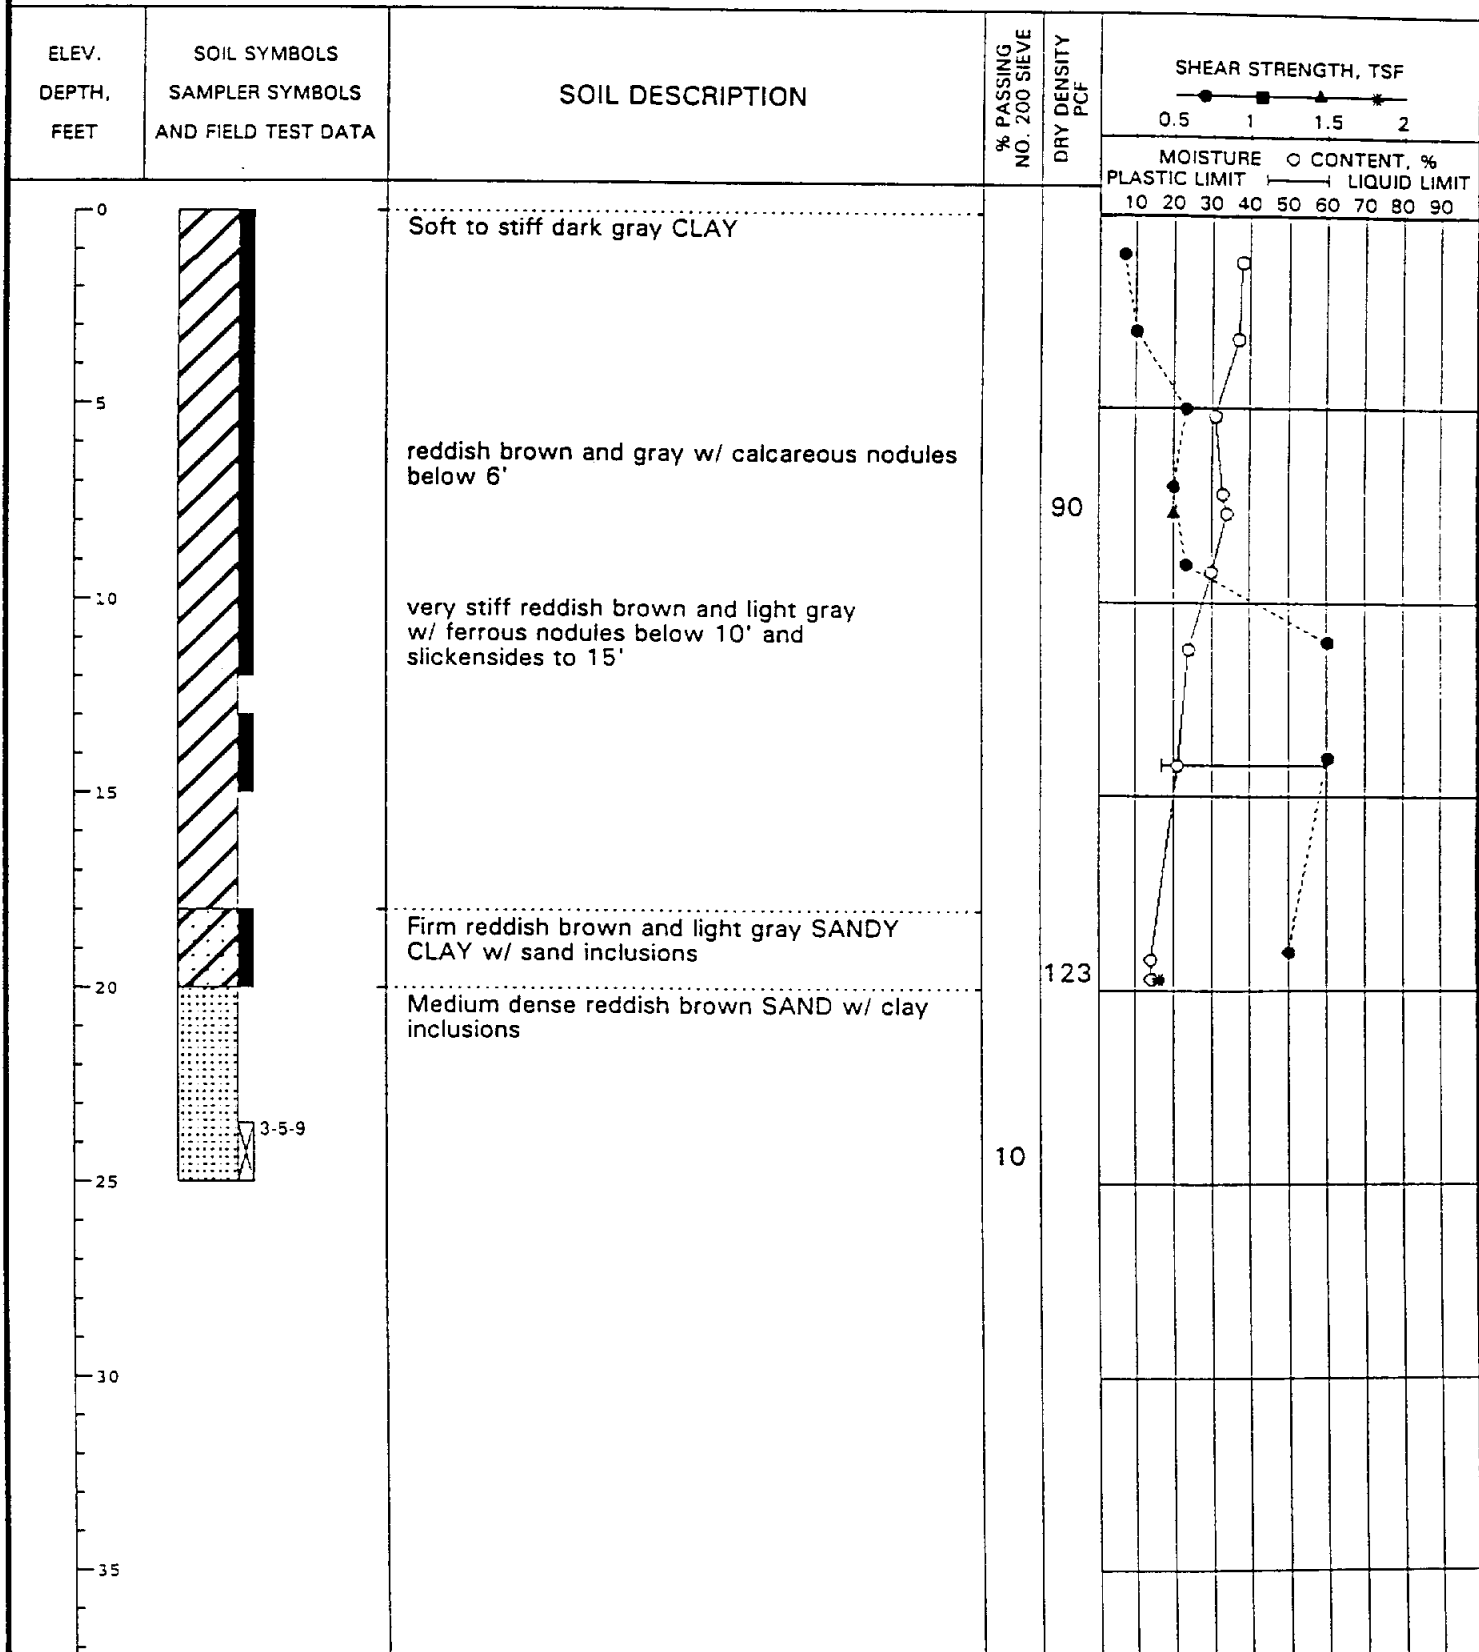 ELEV.
DEPTH,
FEET
SOIL SYMBOLS
SAMPLER SYMBOLS
AND FIELD TEST DATA
SOIL DESCRIPTION
% PASSING
NO. 200 SIEVE
DRY DENSITY
PCF
SHEAR STRENGTH, TSF
0.5 1 1.5 2
MOISTURE CONTENT, %
PLASTIC LIMIT LIQUID LIMIT
10 20 30 40 50 60 70 80 90
0
Soft to stiff dark gray CLAY
5
reddish brown and gray w/ calcareous nodules
below 6'
90
10
very stiff reddish brown and light gray
w/ ferrous nodules below 10' and
slickensides to 15'
15
Firm reddish brown and light gray SANDY
CLAY w/ sand inclusions
123
20
Medium dense reddish brown SAND w/ clay
inclusions
3-5-9
10
25
30
35